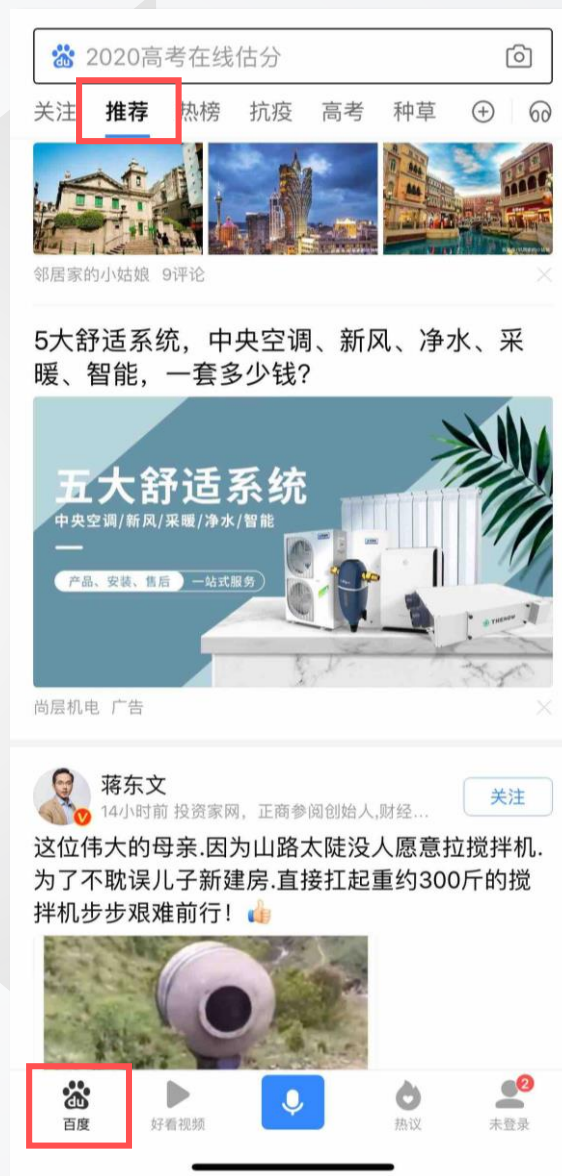 2020高考在线估分
关注 推荐 热榜 抗疫 高考 种草
邻居家的小姑娘 9评论
5大舒适系统，中央空调、新风、净水、采
暖、智能，一套多少钱?
五大舒适系统
中央空调/新风/采暖/净水/智能
产品、安装、售后 一站式服务
尚层机电 广告
蒋东文
关注
14小时前 投资家网，正商参阅创始人,财经...
这位伟大的母亲.因为山路太陡没人愿意拉搅拌机.
为了不耽误儿子新建房.直接扛起重约300斤的搅
拌机步步艰难前行！
du
2
百度 好看视频 热议 未登录